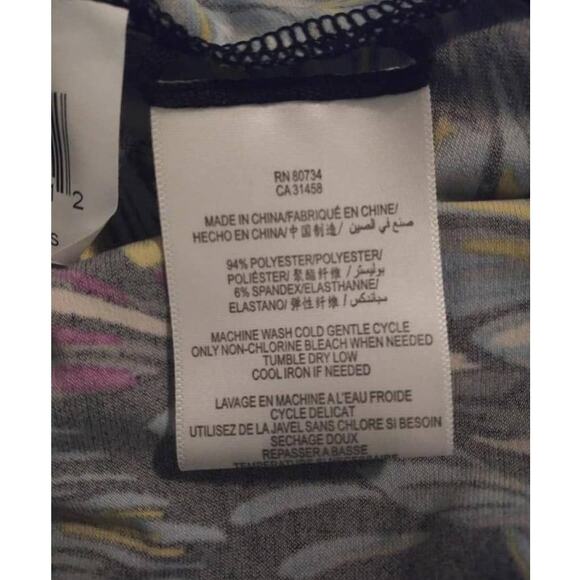 2
S
RN 80734
CA 31458
MADE IN CHINA/FABRIQUÉ EN CHINE/
HECHO EN CHINA/中国制造/ صنع في الصين
94% POLYESTER/POLYESTER/
POLIÉSTER/ 聚酯纤维 /بوليستر/
6% SPANDEX/ELASTHANNE/
ELASTANO/ 弹性纤维 /سباندكس
MACHINE WASH COLD GENTLE CYCLE
ONLY NON-CHLORINE BLEACH WHEN NEEDED
TUMBLE DRY LOW
COOL IRON IF NEEDED
LAVAGE EN MACHINE A L'EAU FROIDE
CYCLE DELICAT
UTILISEZ DE LA JAVEL SANS CHLORE SI BESOIN
SECHAGE DOUX
REPASSER A BASSE